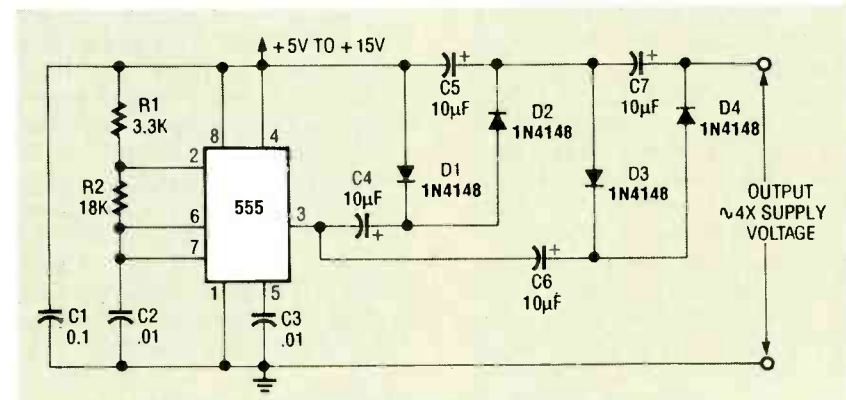 +5V TO +15V
C5
10µF
C7
10µF
R1
3.3K
D2
1N4148
D4
1N4148
8
4
2
R2
18K
6
7
555
3
C4
10µF
D1
1N4148
D3
1N4148
OUTPUT
∿4X SUPPLY
VOLTAGE
1
5
C6
10µF
C1
0.1
C2
.01
C3
.01
+
+
+
+